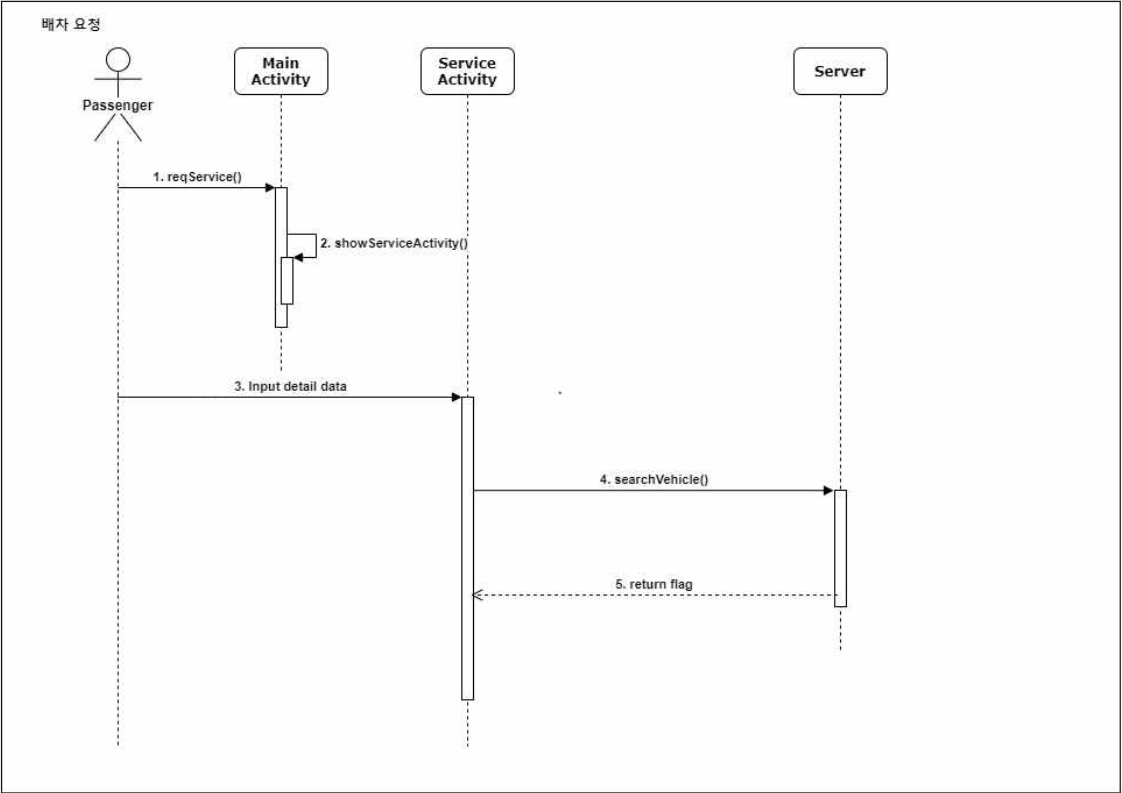 배차 요청
Passenger
Main
Activity
Service
Activity
Server
1. reqService()
2. showServiceActivity()
3. Input detail data
4. searchVehicle()
5. return flag